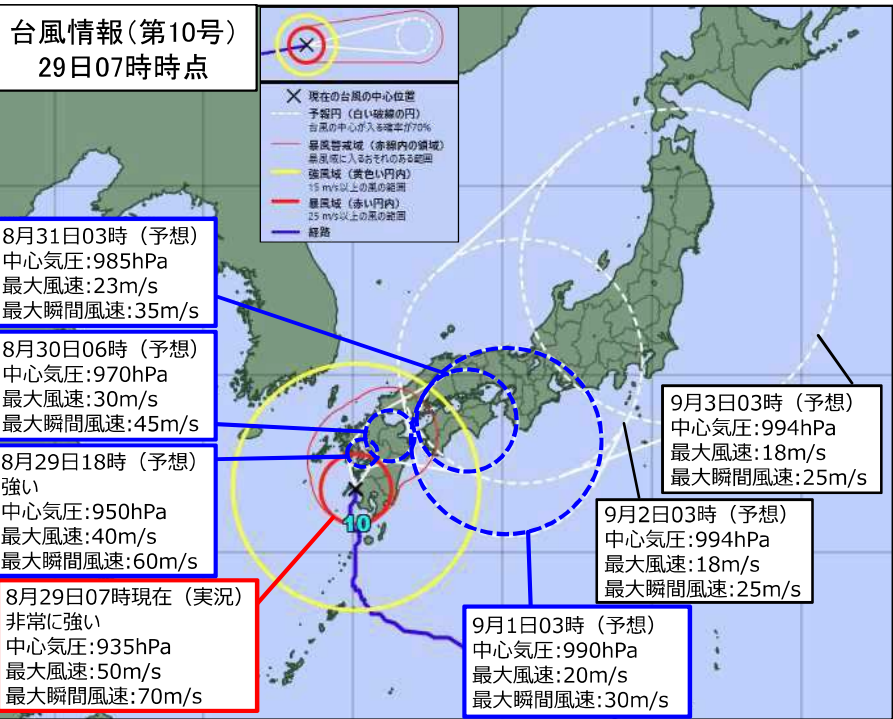 台風情報(第10号)
29日07時時点
現在の台風の中心位置
予報円（白い破線の円）
台風の中心が入る確率が70%
暴風警戒域（赤線内の領域）
暴風域に入るおそれのある範囲
強風域（黄色い円内）
15 m/s以上の風の範囲
暴風域（赤い円内）
25 m/s以上の風の範囲
経路
8月31日03時（予想）
中心気圧:985hPa
最大風速:23m/s
最大瞬間風速:35m/s
8月30日06時（予想）
中心気圧:970hPa
最大風速:30m/s
最大瞬間風速:45m/s
8月29日18時（予想）
強い
中心気圧:950hPa
最大風速:40m/s
最大瞬間風速:60m/s
8月29日07時現在（実況）
非常に強い
中心気圧:935hPa
最大風速:50m/s
最大瞬間風速:70m/s
10
9月3日03時（予想）
中心気圧:994hPa
最大風速:18m/s
最大瞬間風速:25m/s
9月2日03時（予想）
中心気圧:994hPa
最大風速:18m/s
最大瞬間風速:25m/s
9月1日03時（予想）
中心気圧:990hPa
最大風速:20m/s
最大瞬間風速:30m/s